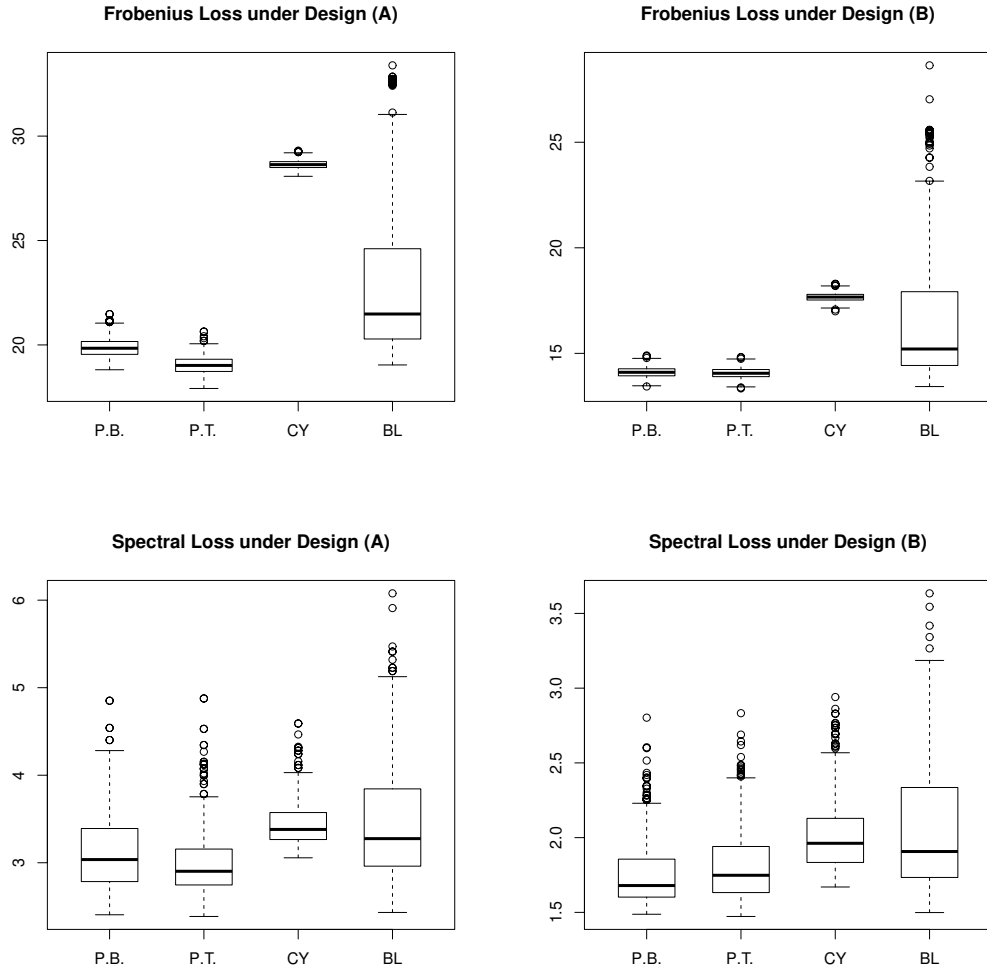 Frobenius Loss under Design (A)
30
25
20
P.B. P.T. CY BL
Frobenius Loss under Design (B)
25
20
15
P.B. P.T. CY BL
Spectral Loss under Design (A)
6
5
4
3
P.B. P.T. CY BL
Spectral Loss under Design (B)
3.5
3.0
2.5
2.0
1.5
P.B. P.T. CY BL